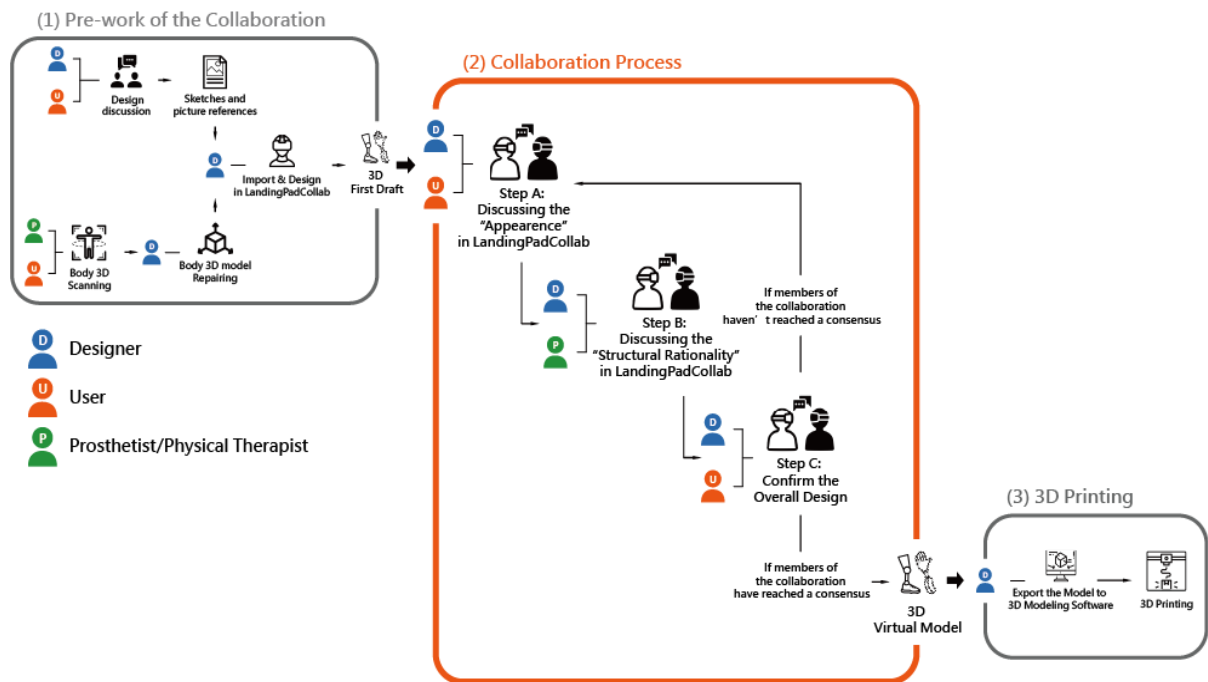 (1) Pre-work of the Collaboration
D
U
Design
discussion
Sketches and
picture references
D
Import & Design
in LandingPadCollab
3D
First Draft
P
U
Body 3D
Scanning
D
Body 3D model
Repairing
D Designer
U User
P Prosthetist/Physical Therapist
(2) Collaboration Process
D
U
Step A:
Discussing the
"Appearence"
in LandingPadCollab
D
P
Step B:
Discussing the
"Structural Rationality"
in LandingPadCollab
If members of
the collaboration
haven't reached a consensus
D
U
Step C:
Confirm the
Overall Design
If members of
the collaboration
have reached a consensus
3D
Virtual Model
(3) 3D Printing
D
Export the Model to
3D Modeling Software
3D Printing